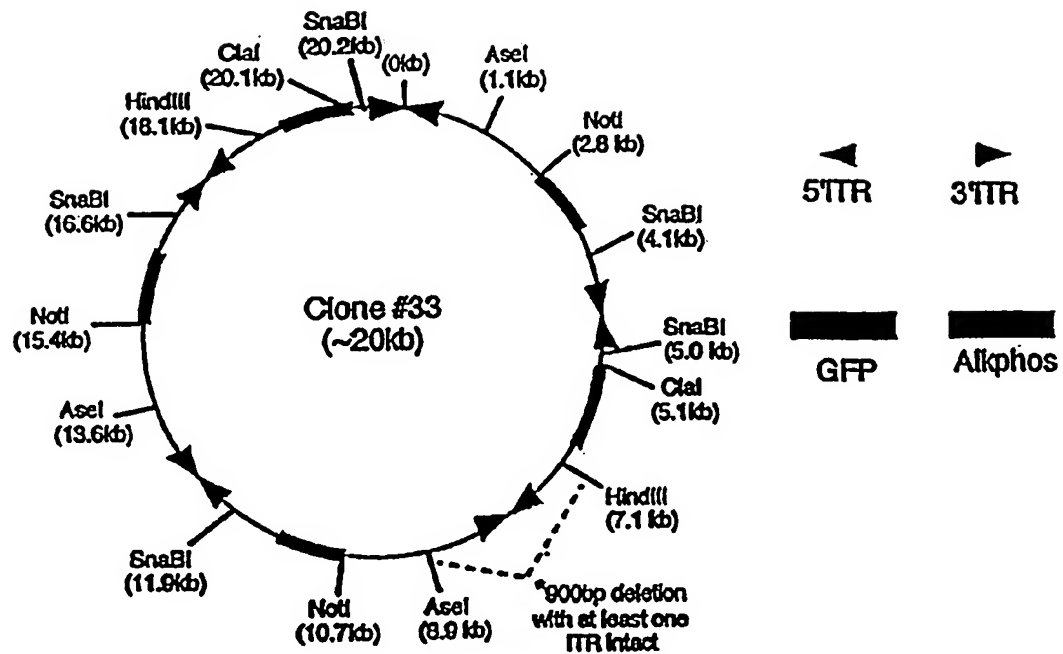 SnaBI
(20.2kb)
(0kb)
AseI
(1.1kb)
NotI
(2.8 kb)
SnaBI
(4.1kb)
SnaBI
(5.0 kb)
ClaI
(5.1kb)
HindIII
(7.1 kb)
900bp deletion
with at least one
ITR intact
AseI
(8.9 kb)
NotI
(10.7kb)
SnaBI
(11.9kb)
AseI
(13.6kb)
NotI
(15.4kb)
SnaBI
(16.6kb)
HindIII
(18.1kb)
ClaI
(20.1kb)
Clone #33
(~20kb)
5'ITR
3'ITR
GFP
Alkphos